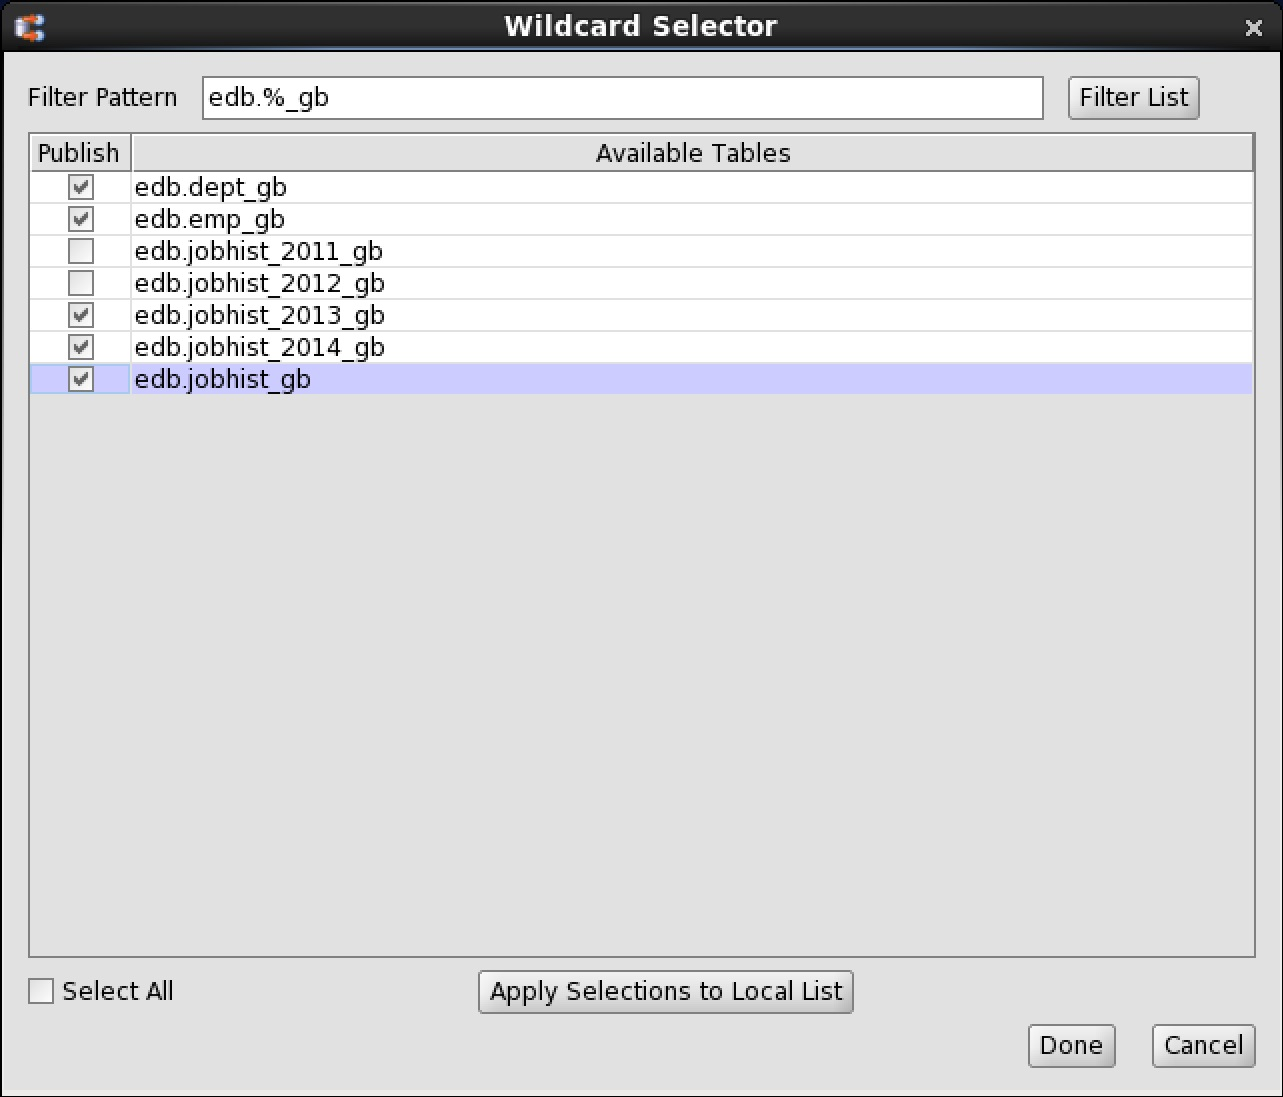 Wildcard Selector
Filter Pattern edb.%_gb Filter List
Publish Available Tables
edb.dept_gb
edb.emp_gb
edb.jobhist_2011_gb
edb.jobhist_2012_gb
edb.jobhist_2013_gb
edb.jobhist_2014_gb
edb.jobhist_gb
Select All Apply Selections to Local List
Done Cancel